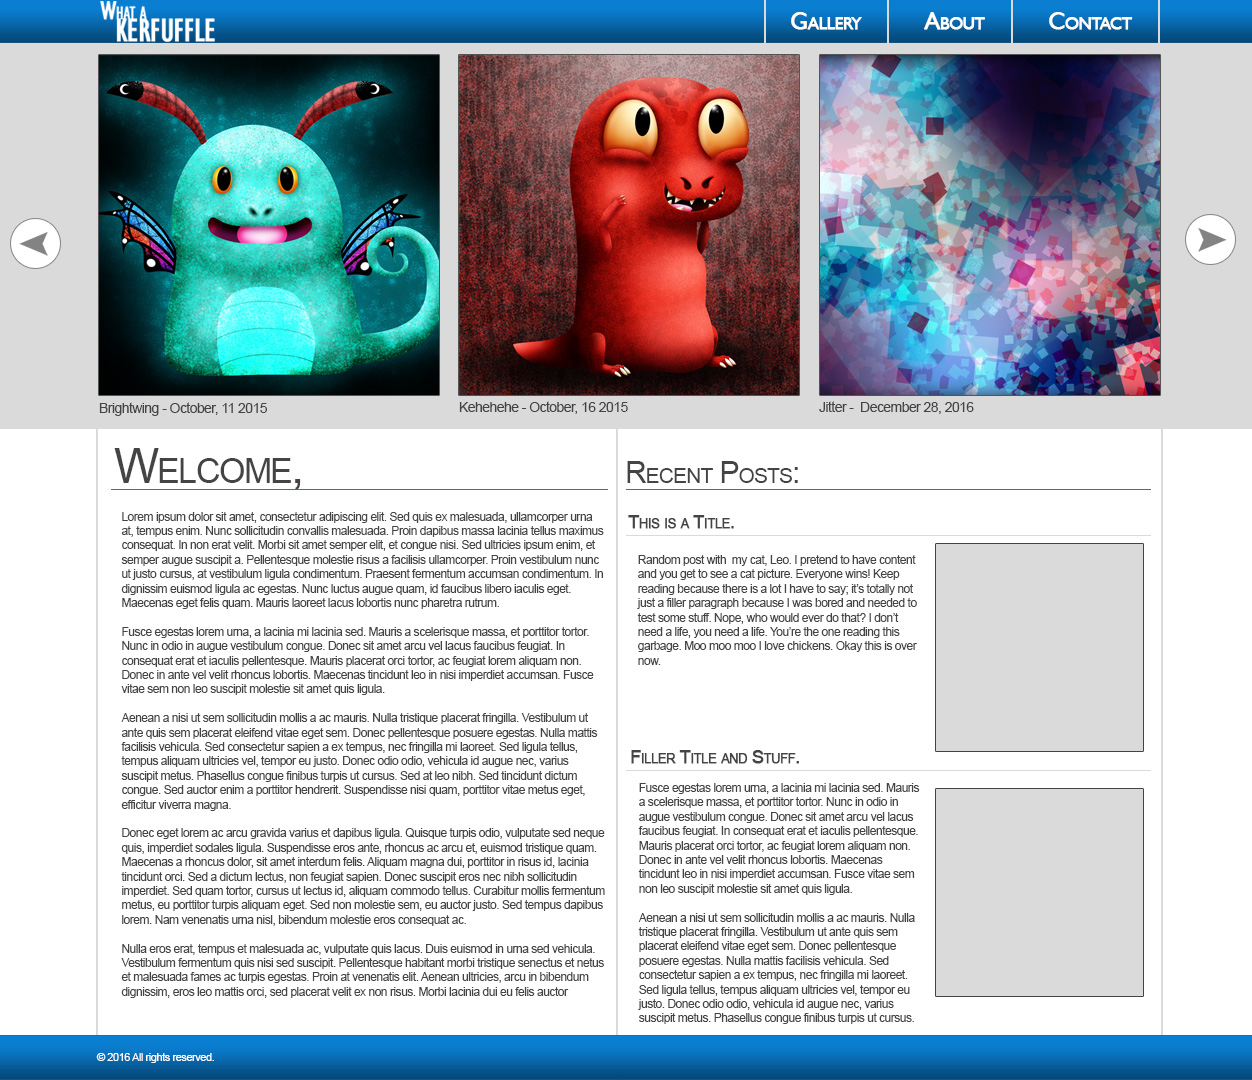 What a
Kerfuffle
Gallery
About
Contact
Brightwing - October, 11 2015
Kehehehe - October, 16 2015
Jitter -  December 28, 2016
Welcome,
Lorem ipsum dolor sit amet, consectetur adipiscing elit. Sed quis ex malesuada, ullamcorper urna
at, tempus enim. Nunc sollicitudin convallis malesuada. Proin dapibus massa lacinia tellus maximus
consequat. In non erat velit. Morbi sit amet semper elit, et congue nisi. Sed ultricies ipsum enim, et
semper augue suscipit a. Pellentesque molestie risus a facilisis ullamcorper. Proin vestibulum nunc
ut justo cursus, at vestibulum ligula condimentum. Praesent fermentum accumsan condimentum. In
dignissim euismod ligula ac egestas. Nunc luctus augue quam, id faucibus libero iaculis eget.
Maecenas eget felis quam. Mauris laoreet lacus lobortis nunc pharetra rutrum.
Fusce egestas lorem urna, a lacinia mi lacinia sed. Mauris a scelerisque massa, et porttitor tortor.
Nunc in odio in augue vestibulum congue. Donec sit amet arcu vel lacus faucibus feugiat. In
consequat erat et iaculis pellentesque. Mauris placerat orci tortor, ac feugiat lorem aliquam non.
Donec in ante vel velit rhoncus lobortis. Maecenas tincidunt leo in nisi imperdiet accumsan. Fusce
vitae sem non leo suscipit molestie sit amet quis ligula.
Aenean a nisi ut sem sollicitudin mollis a ac mauris. Nulla tristique placerat fringilla. Vestibulum ut
ante quis sem placerat eleifend vitae eget sem. Donec pellentesque posuere egestas. Nulla mattis
facilisis vehicula. Sed consectetur sapien a ex tempus, nec fringilla mi laoreet. Sed ligula tellus,
tempus aliquam ultricies vel, tempor eu justo. Donec odio odio, vehicula id augue nec, varius
suscipit metus. Phasellus congue finibus turpis ut cursus. Sed at leo nibh. Sed tincidunt dictum
congue. Sed auctor enim a porttitor hendrerit. Suspendisse nisi quam, porttitor vitae metus eget,
efficitur viverra magna.
Donec eget lorem ac arcu gravida varius et dapibus ligula. Quisque turpis odio, vulputate sed neque
quis, imperdiet sodales ligula. Suspendisse eros ante, rhoncus ac arcu et, euismod tristique quam.
Maecenas a rhoncus dolor, sit amet interdum felis. Aliquam magna dui, porttitor in risus id, lacinia
tincidunt orci. Sed a dictum lectus, non feugiat sapien. Donec suscipit eros nec nibh sollicitudin
imperdiet. Sed quam tortor, cursus ut lectus id, aliquam commodo tellus. Curabitur mollis fermentum
metus, eu porttitor turpis aliquam eget. Sed non molestie sem, eu auctor justo. Sed tempus dapibus
lorem. Nam venenatis urna nisl, bibendum molestie eros consequat ac.
Nulla eros erat, tempus et malesuada ac, vulputate quis lacus. Duis euismod in urna sed vehicula.
Vestibulum fermentum quis nisi sed suscipit. Pellentesque habitant morbi tristique senectus et netus
et malesuada fames ac turpis egestas. Proin at venenatis elit. Aenean ultricies, arcu in bibendum
dignissim, eros leo mattis orci, sed placerat velit ex non risus. Morbi lacinia dui eu felis auctor
Recent Posts:
This is a Title.
Random post with  my cat, Leo. I pretend to have content
and you get to see a cat picture. Everyone wins! Keep
reading because there is a lot I have to say; it's totally not
just a filler paragraph because I was bored and needed to
test some stuff. Nope, who would ever do that? I don't
need a life, you need a life. You're the one reading this
garbage. Moo moo moo I love chickens. Okay this is over
now.
Filler Title and Stuff.
Fusce egestas lorem urna, a lacinia mi lacinia sed. Mauris
a scelerisque massa, et porttitor tortor. Nunc in odio in
augue vestibulum congue. Donec sit amet arcu vel lacus
faucibus feugiat. In consequat erat et iaculis pellentesque.
Mauris placerat orci tortor, ac feugiat lorem aliquam non.
Donec in ante vel velit rhoncus lobortis. Maecenas
tincidunt leo in nisi imperdiet accumsan. Fusce vitae sem
non leo suscipit molestie sit amet quis ligula.
Aenean a nisi ut sem sollicitudin mollis a ac mauris. Nulla
tristique placerat fringilla. Vestibulum ut ante quis sem
placerat eleifend vitae eget sem. Donec pellentesque
posuere egestas. Nulla mattis facilisis vehicula. Sed
consectetur sapien a ex tempus, nec fringilla mi laoreet.
Sed ligula tellus, tempus aliquam ultricies vel, tempor eu
justo. Donec odio odio, vehicula id augue nec, varius
suscipit metus. Phasellus congue finibus turpis ut cursus.
© 2016 All rights reserved.